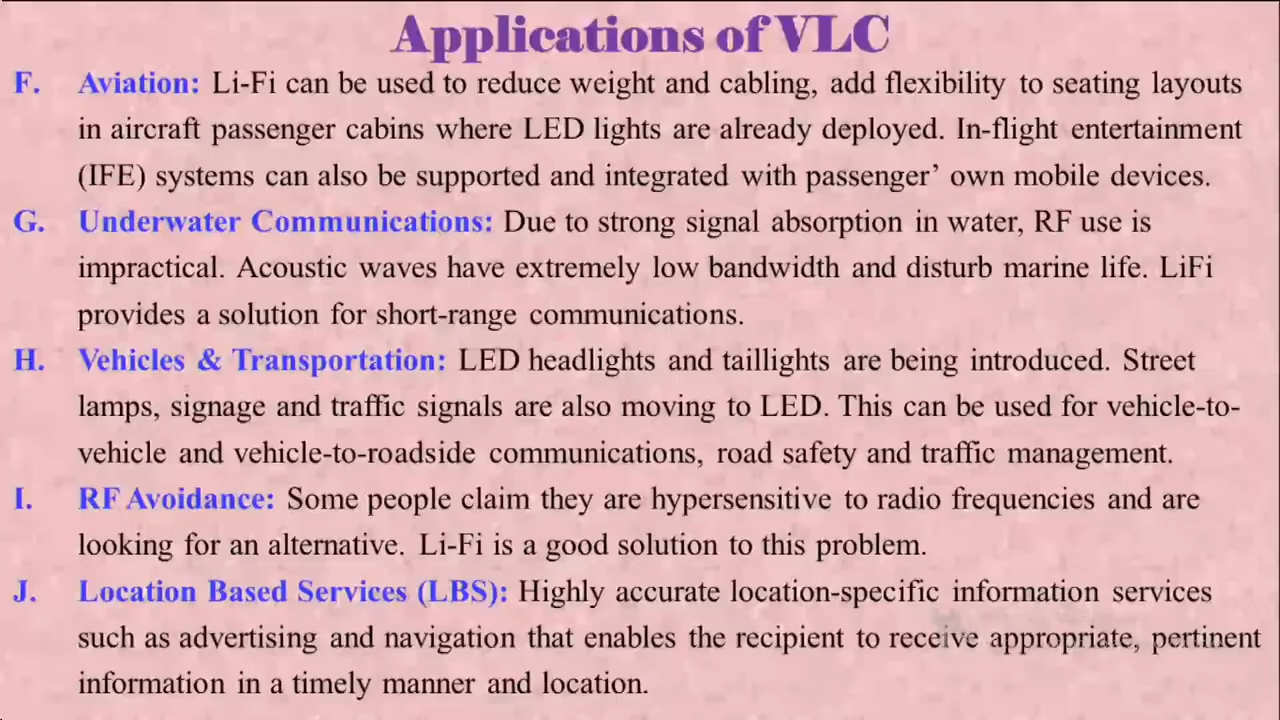 Applications of VLC
F. Aviation: Li-Fi can be used to reduce weight and cabling, add flexibility to seating layouts
in aircraft passenger cabins where LED lights are already deployed. In-flight entertainment
(IFE) systems can also be supported and integrated with passenger’ own mobile devices.
G. Underwater Communications: Due to strong signal absorption in water, RF use is
impractical. Acoustic waves have extremely low bandwidth and disturb marine life. LiFi
provides a solution for short-range communications.
H. Vehicles & Transportation: LED headlights and taillights are being introduced. Street
lamps, signage and traffic signals are also moving to LED. This can be used for vehicle-to-
vehicle and vehicle-to-roadside communications, road safety and traffic management.
I. RF Avoidance: Some people claim they are hypersensitive to radio frequencies and are
looking for an alternative. Li-Fi is a good solution to this problem.
J. Location Based Services (LBS): Highly accurate location-specific information services
such as advertising and navigation that enables the recipient to receive appropriate, pertinent
information in a timely manner and location.